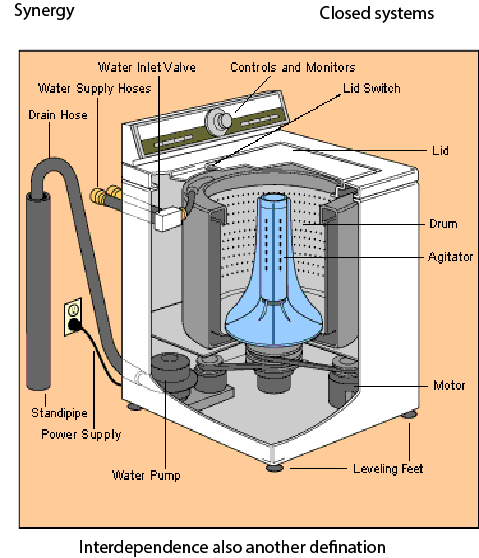 Synergy
Closed systems
Water Inlet Valve
Controls and Monitors
Water Supply Hoses
Lid Switch
Drain Hose
Lid
Drum
Agitator
Motor
Standipipe
Power Supply
Water Pump
Leveling Feet
Interdependence also another defination